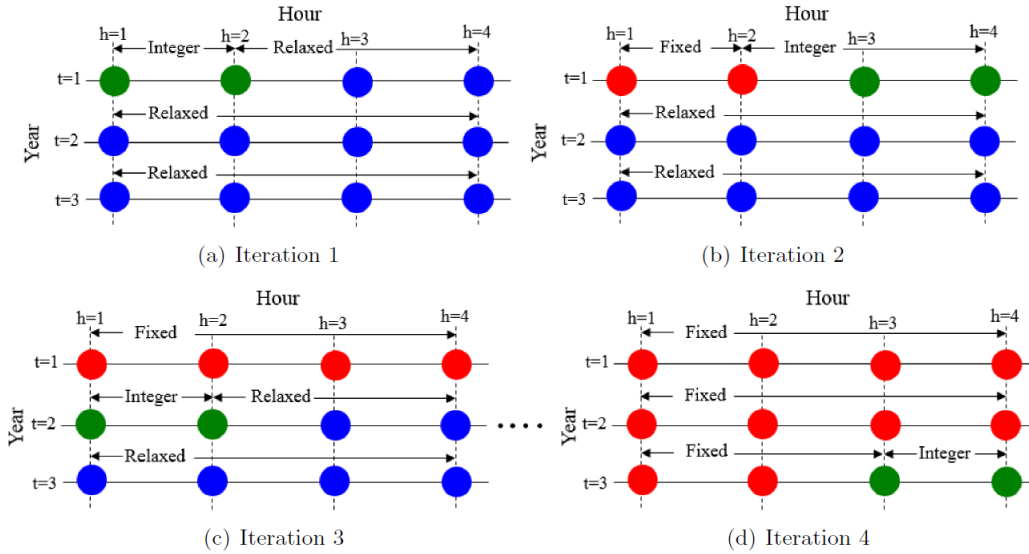 Hour
h=1 h=2 h=3 h=4
Integer Relaxed
t=1
Relaxed
t=2
Relaxed
t=3
Year
(a) Iteration 1
Hour
h=1 h=2 h=3 h=4
Fixed Integer
t=1
Relaxed
t=2
Relaxed
t=3
Year
(b) Iteration 2
Hour
h=1 h=2 h=3 h=4
Fixed
t=1
Integer Relaxed
t=2
Relaxed
t=3
Year
(c) Iteration 3
Hour
h=1 h=2 h=3 h=4
Fixed
t=1
Fixed
t=2
Fixed Integer
t=3
Year
(d) Iteration 4